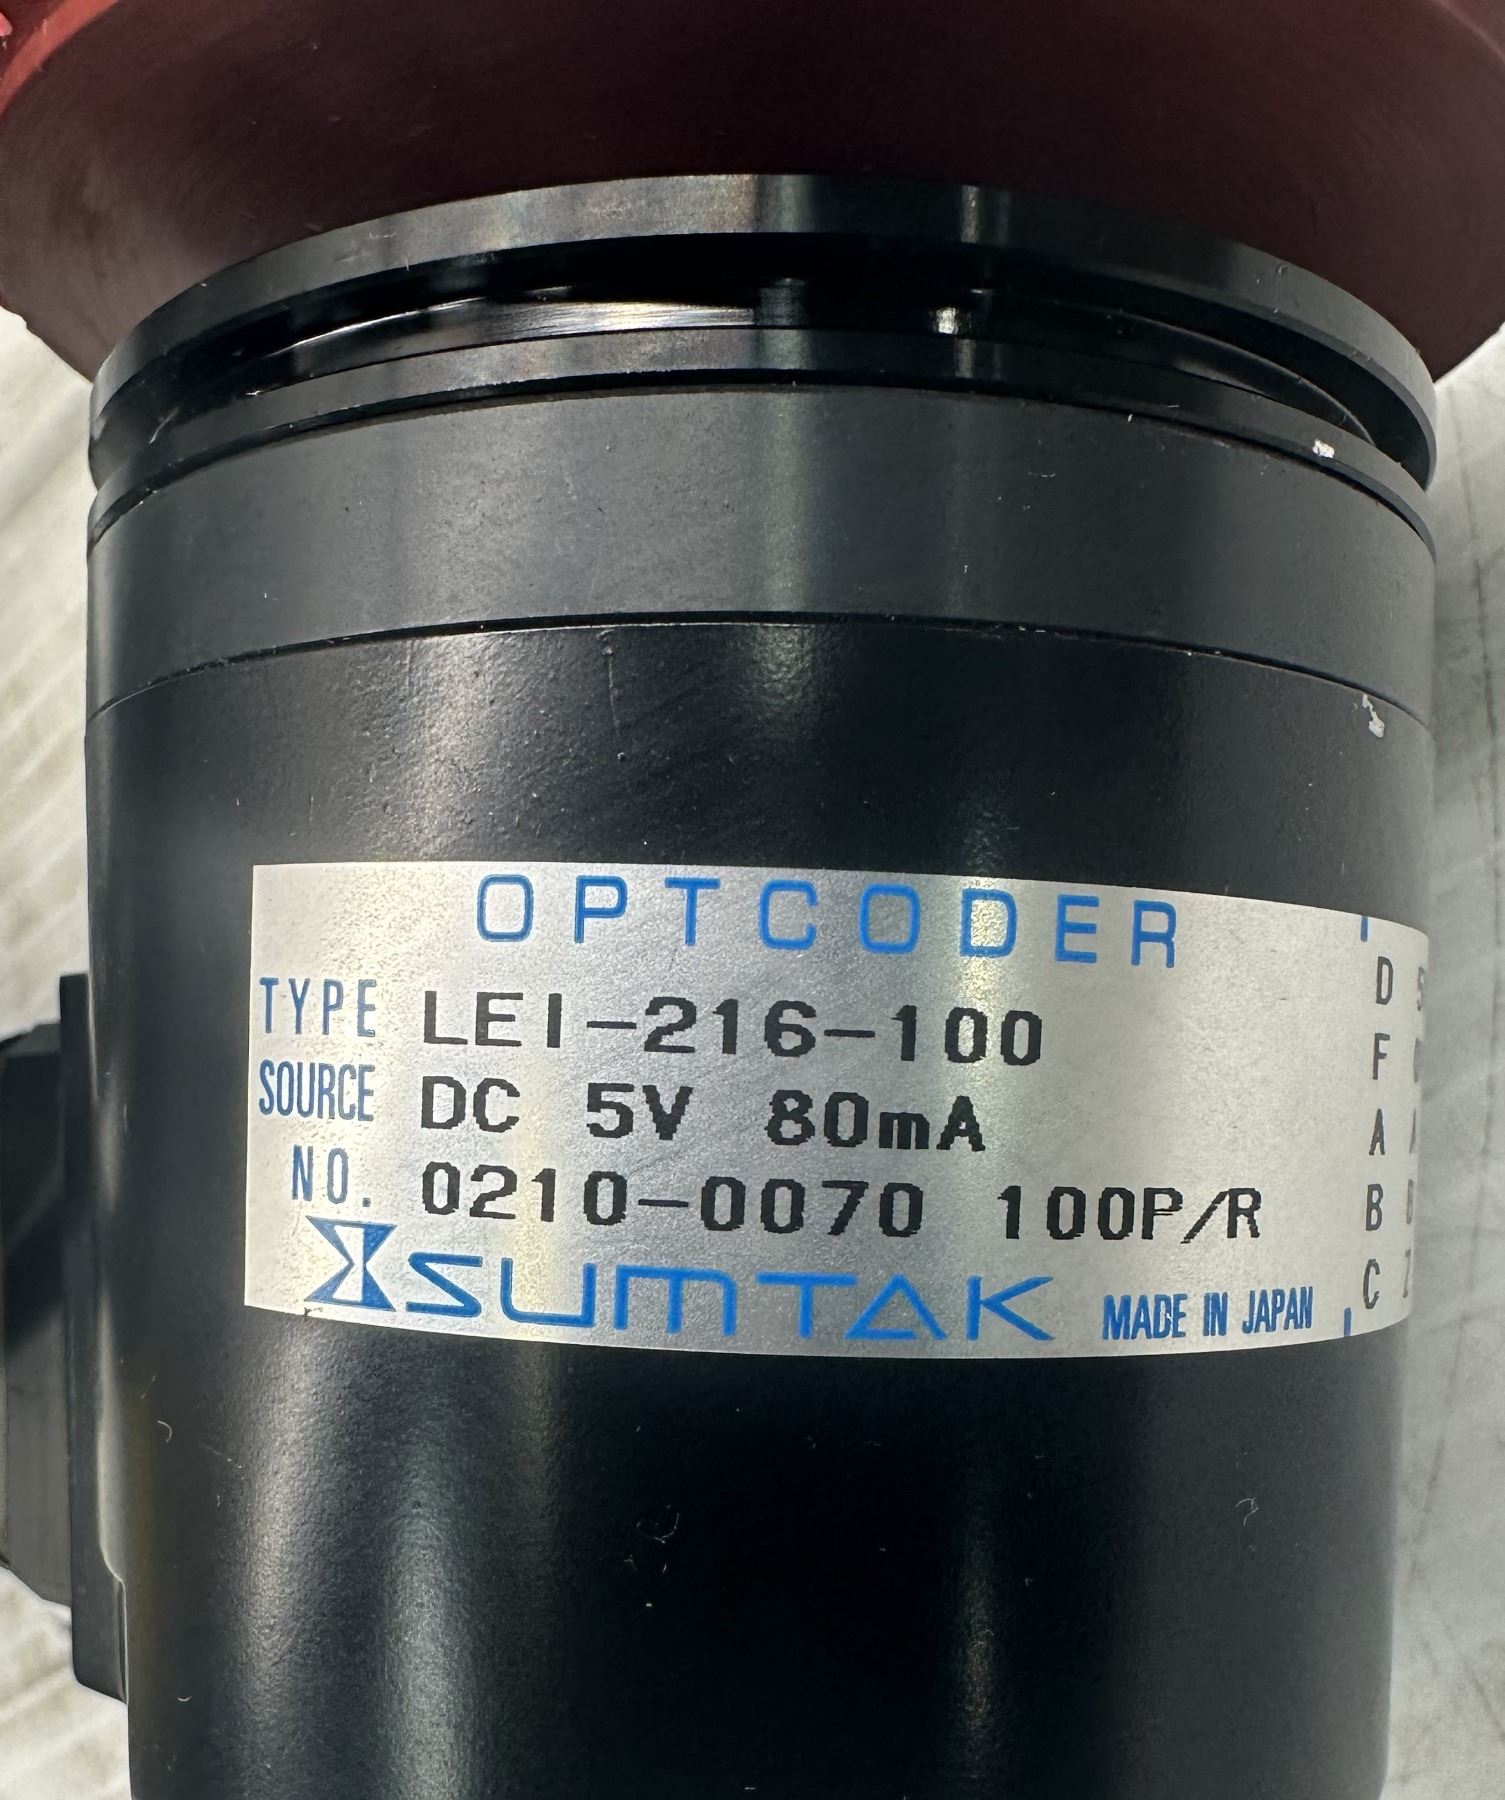 OPTCODER
TYPE LEI-216-100
SOURCE DC 5V 80mA
NO. 0210-0070 100P/R
SUMTAK MADE IN JAPAN
D
F
A
B
C